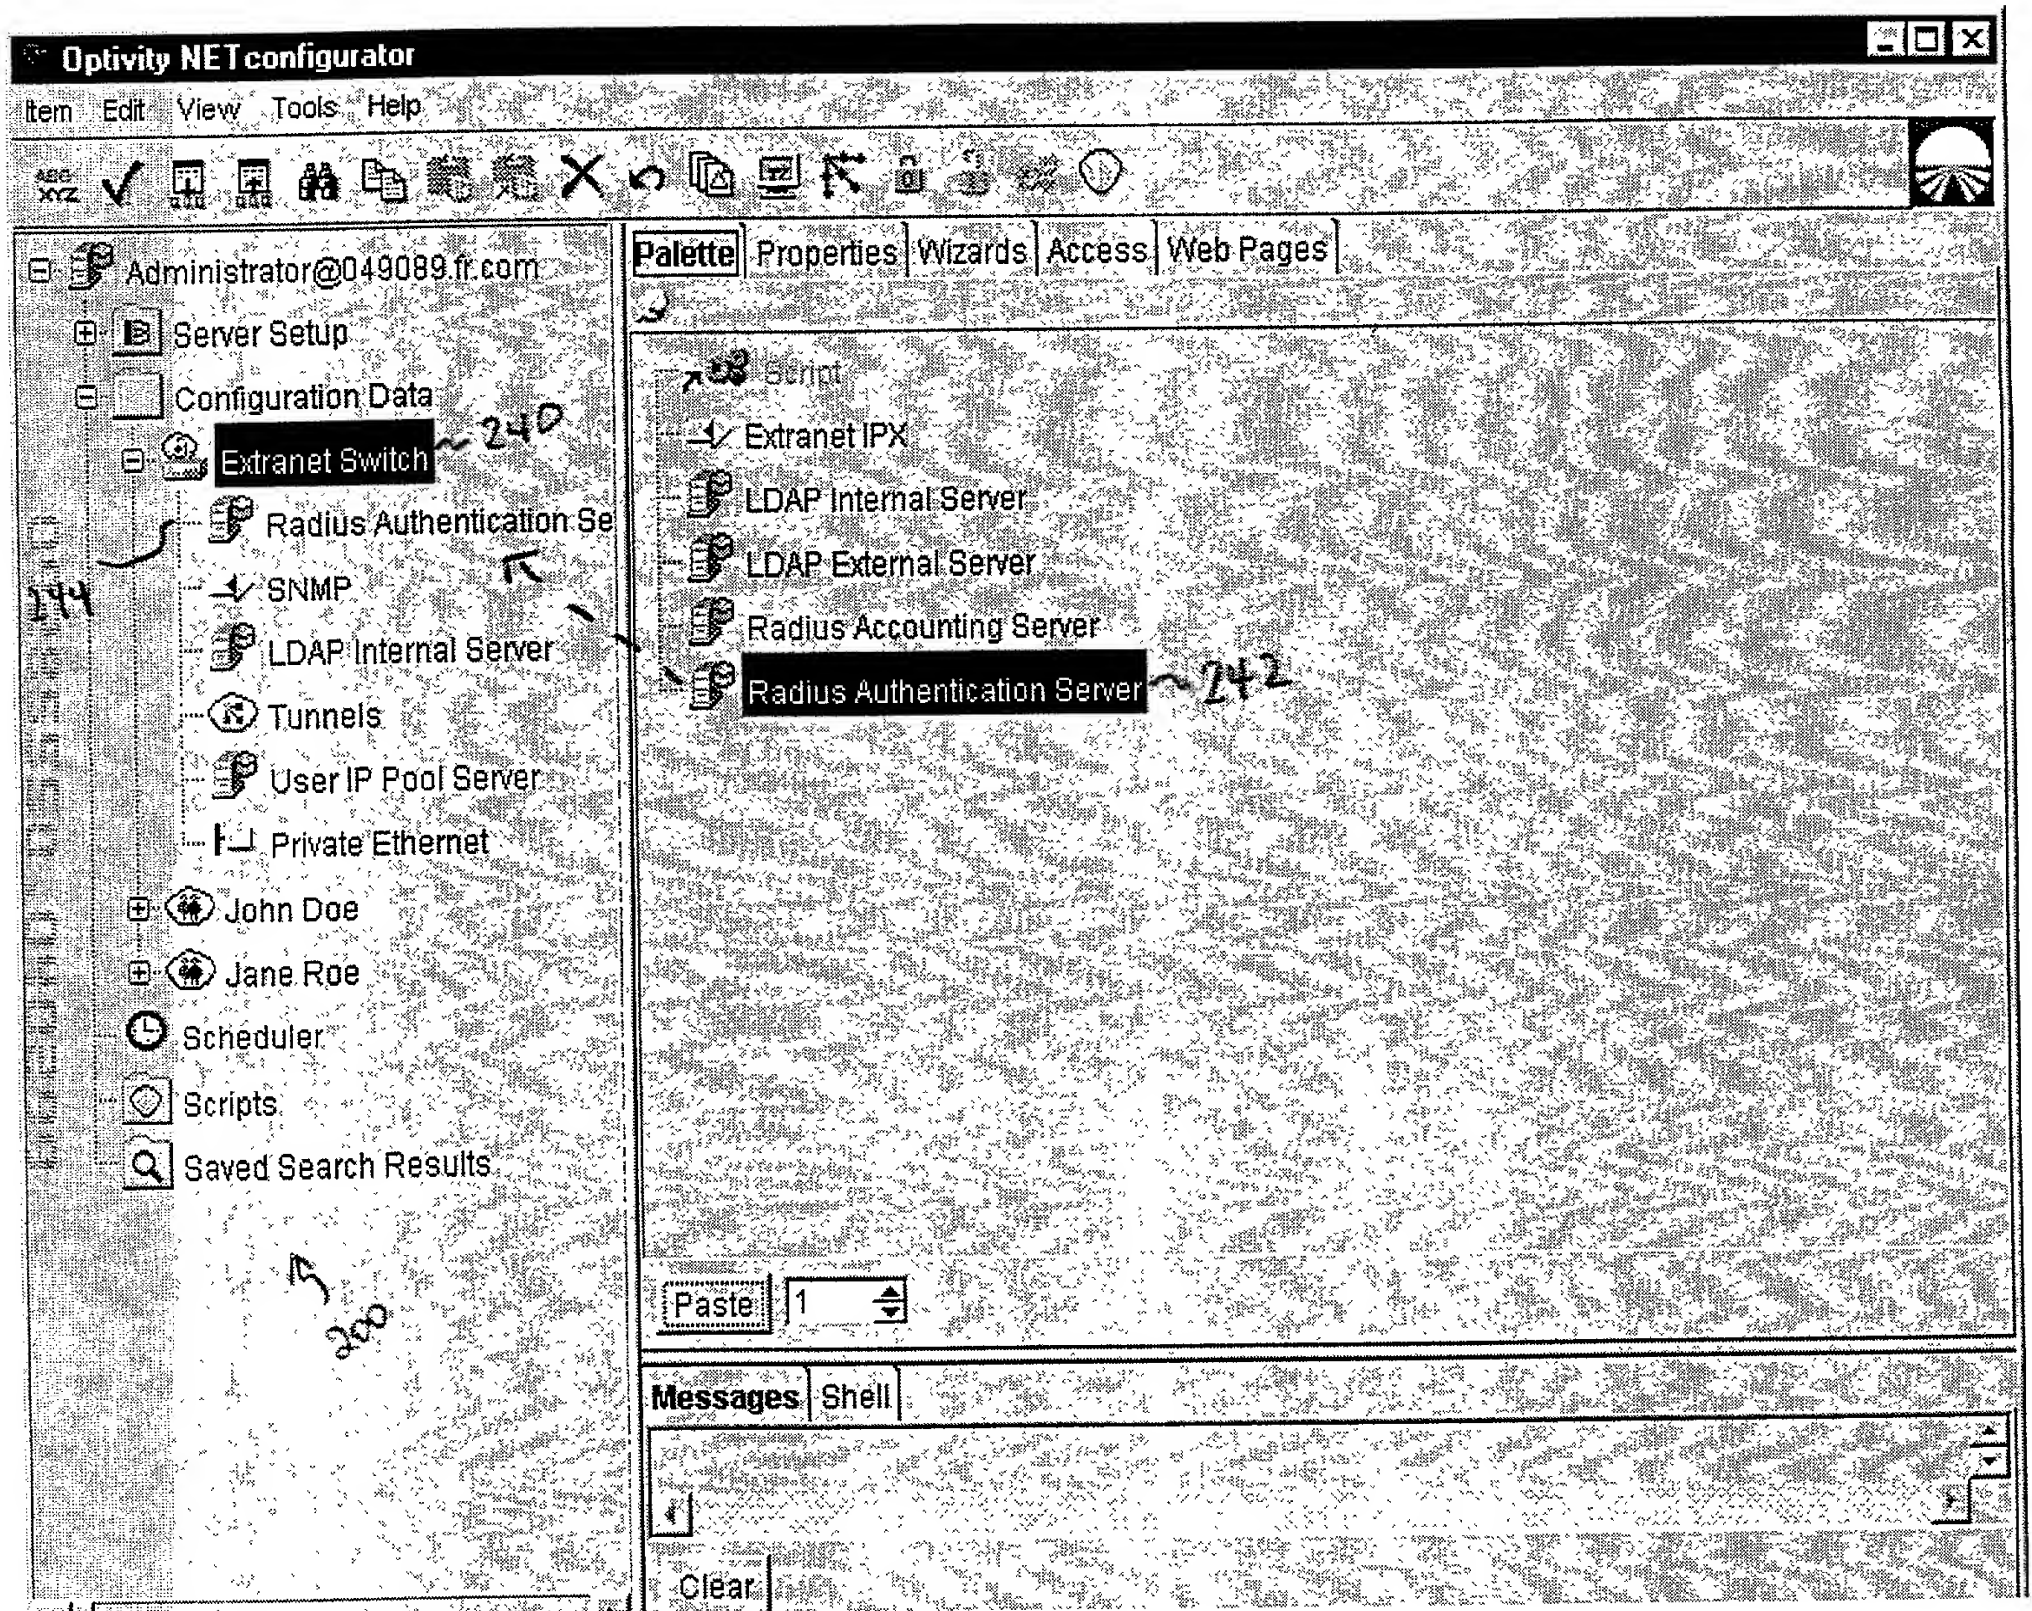 Optivity NETconfigurator
Item Edit View Tools Help
ABC
XYZ
Palette Properties Wizards Access Web Pages
Administrator@049089.fr.com
Server Setup
Configuration Data
Extranet Switch ~ 240
Radius Authentication Se
244
SNMP
LDAP Internal Server
Tunnels
User IP Pool Server
Private Ethernet
John Doe
Jane Roe
Scheduler
Scripts
Saved Search Results
200
Script
Extranet IPX
LDAP Internal Server
LDAP External Server
Radius Accounting Server
Radius Authentication Server ~ 242
Paste 1
Messages Shell
Clear